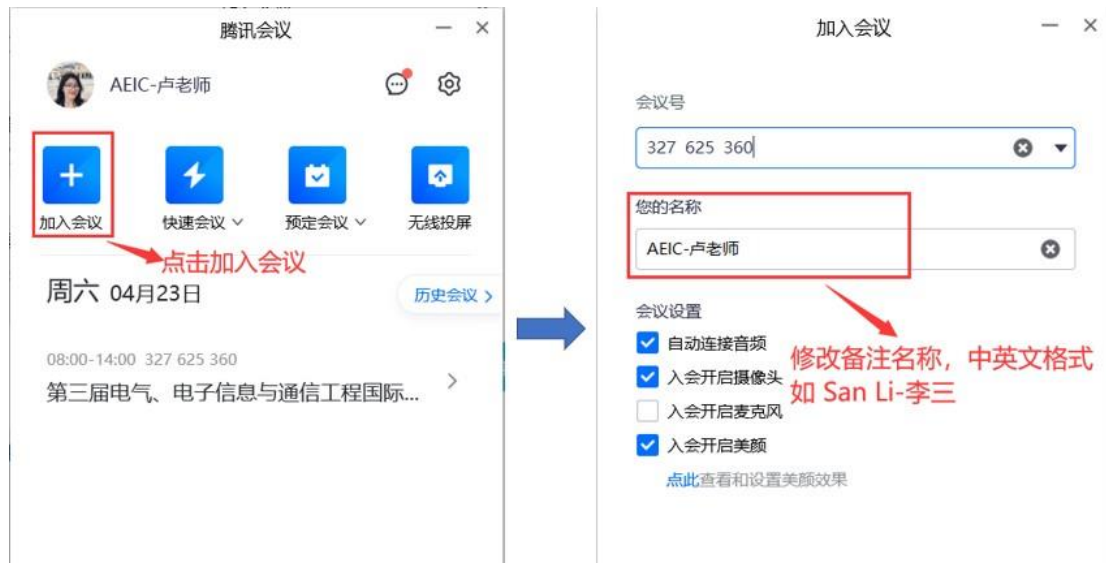 腾讯会议
AEIC-卢老师
加入会议
快速会议
预定会议
无线投屏
点击加入会议
周六 04月23日
历史会议
08:00-14:00 327 625 360
第三届电气、电子信息与通信工程国际...
加入会议
会议号
327 625 360
您的名称
AEIC-卢老师
会议设置
自动连接音频
入会开启摄像头
入会开启麦克风
入会开启美颜
点此查看和设置美颜效果
修改备注名称，中英文格式
如 San Li-李三